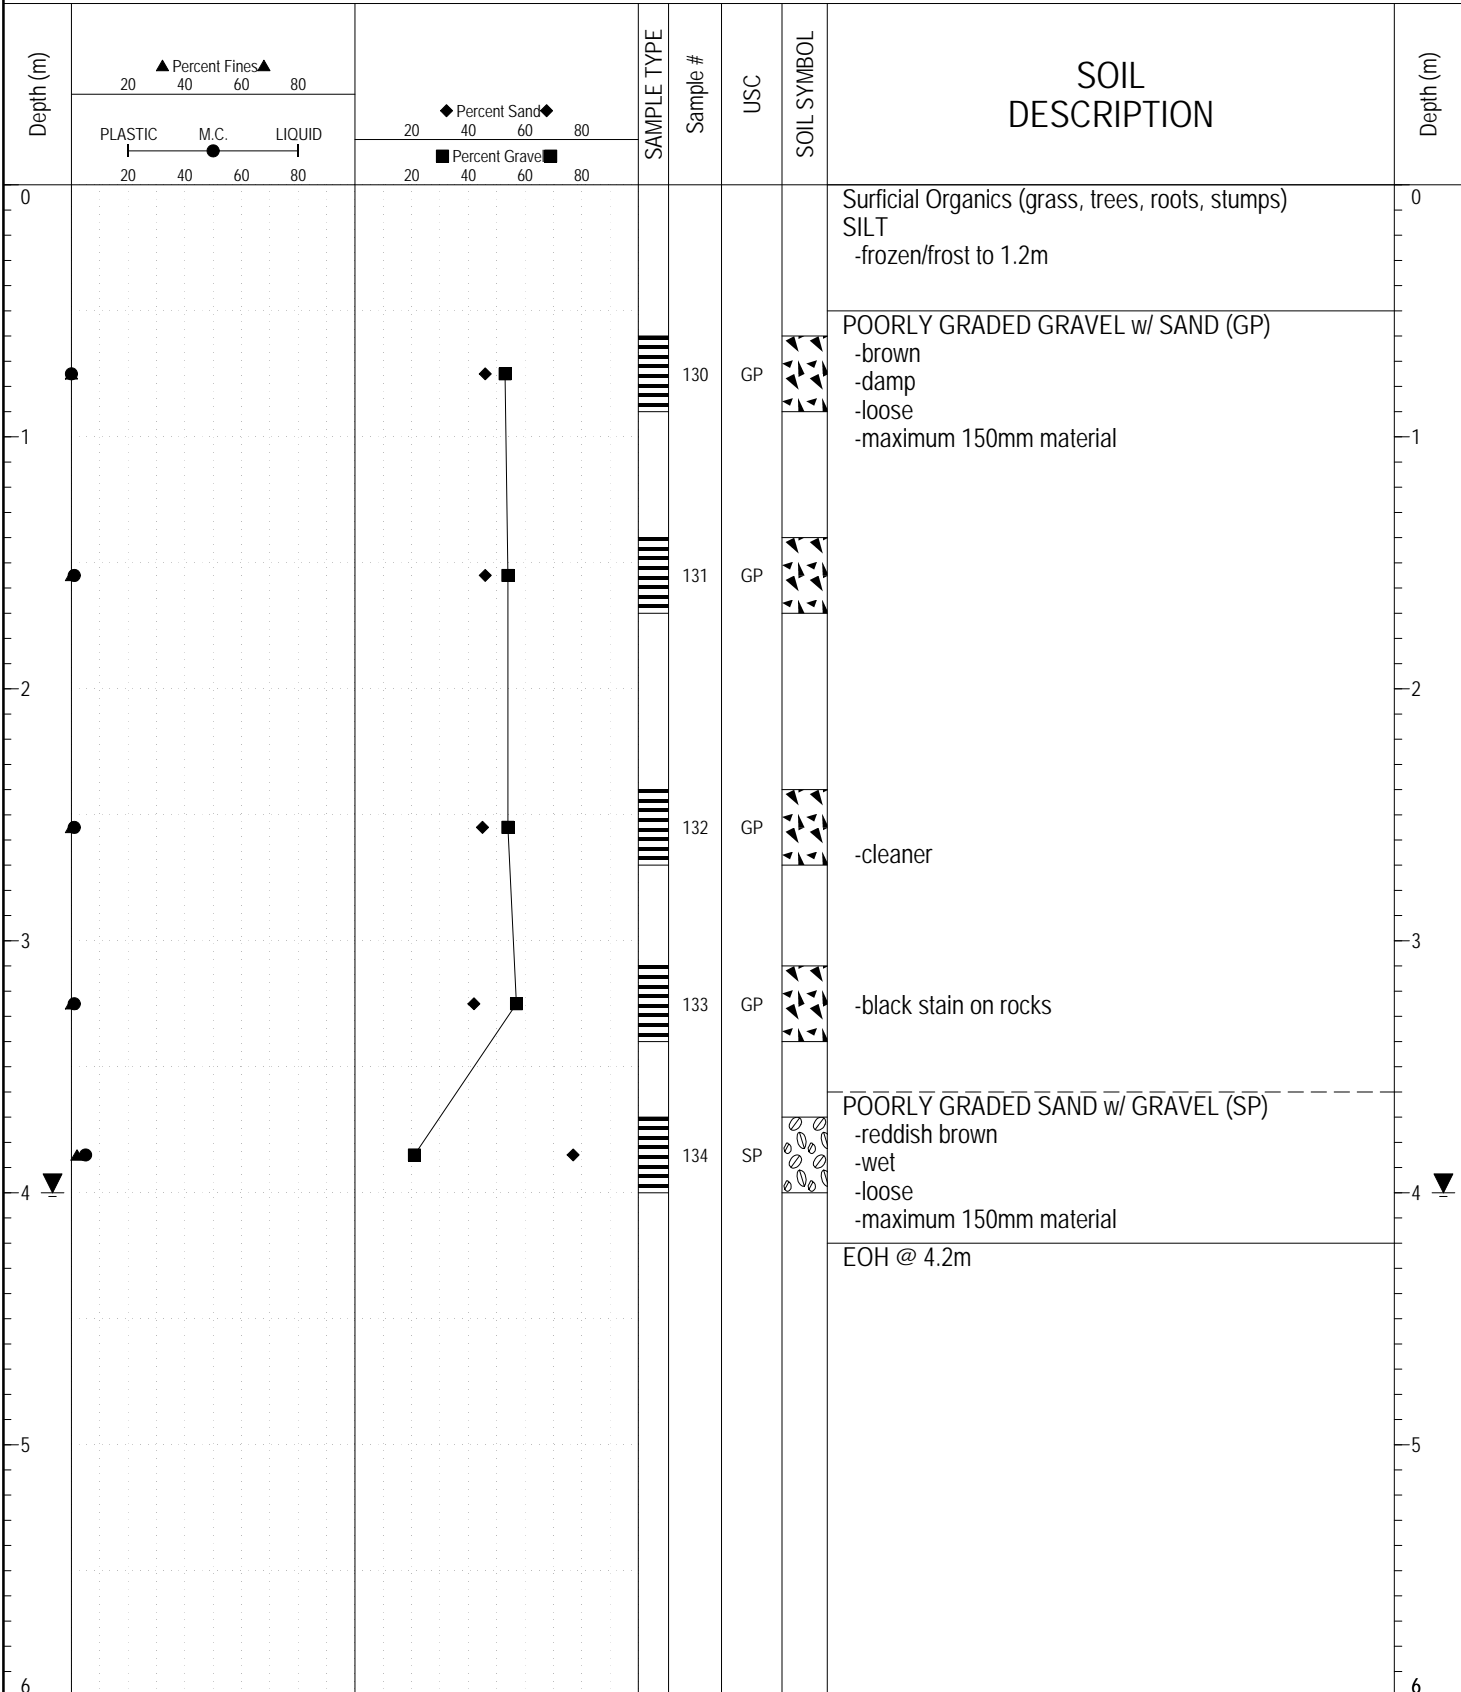 Depth (m)
▲ Percent Fines▲
20 40 60 80
PLASTIC M.C. LIQUID
20 40 60 80
◆ Percent Sand◆
20 40 60 80
■ Percent Gravel■
20 40 60 80
SAMPLE TYPE
Sample #
USC
SOIL SYMBOL
SOIL
DESCRIPTION
Depth (m)
0 0
Surficial Organics (grass, trees, roots, stumps)
SILT
-frozen/frost to 1.2m
POORLY GRADED GRAVEL w/ SAND (GP)
-brown
130 GP -damp
-loose
1 -maximum 150mm material 1
131 GP
2 2
132 GP
-cleaner
3 3
133 GP -black stain on rocks
POORLY GRADED SAND w/ GRAVEL (SP)
-reddish brown
134 SP -wet
4 -loose 4
-maximum 150mm material
EOH @ 4.2m
5 5
6 6